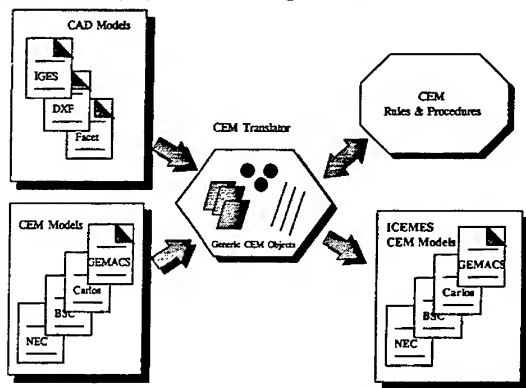 CAD Models
IGES
DXF
Facet
CEM Translator
Generic CEM Objects
CEM
Rules & Procedures
CEM Models
GEMACS
Carlos
BSC
NEC
ICEMES
CEM Models
GEMACS
Carlos
BSC
NEC